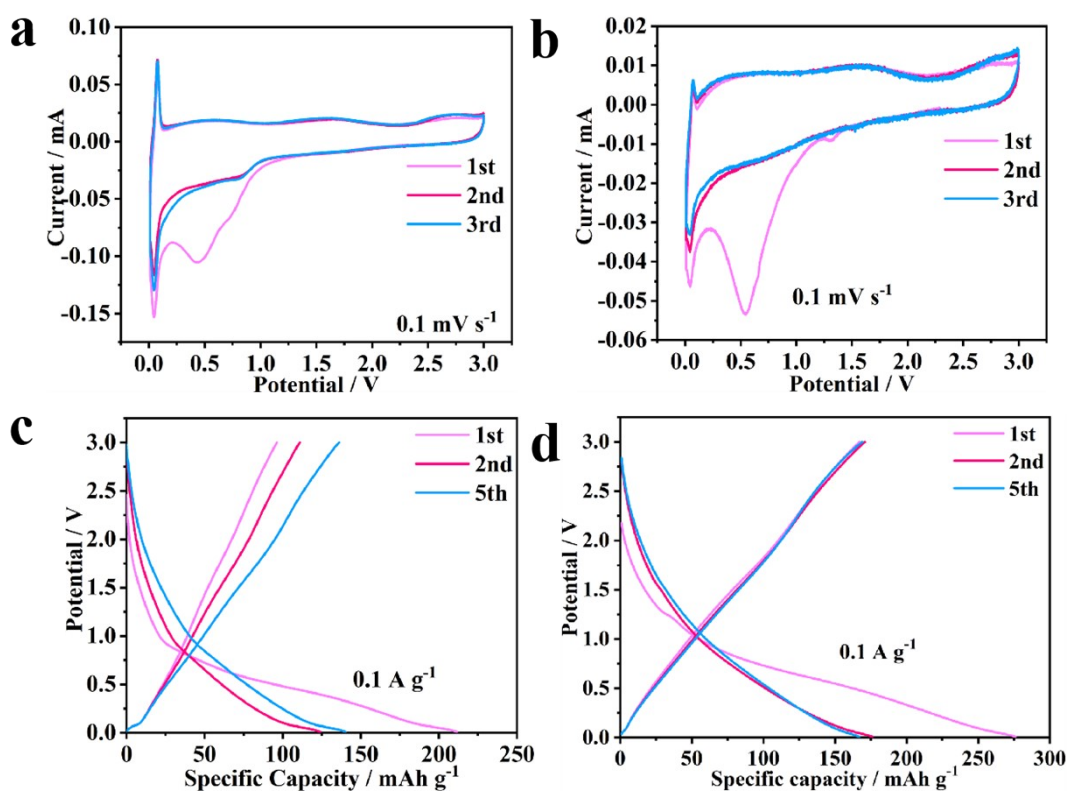 a
0.10
0.05
0.00
-0.05
-0.10
-0.15
Current / mA
1st
2nd
3rd
0.1 mV s⁻¹
0.0 0.5 1.0 1.5 2.0 2.5 3.0
Potential / V
b
0.02
0.01
0.00
-0.01
-0.02
-0.03
-0.04
-0.05
-0.06
Current / mA
1st
2nd
3rd
0.1 mV s⁻¹
0.0 0.5 1.0 1.5 2.0 2.5 3.0
Potential / V
c
3.0
2.5
2.0
1.5
1.0
0.5
0.0
Potential / V
1st
2nd
5th
0.1 A g⁻¹
0 50 100 150 200 250
Specific Capacity / mAh g⁻¹
d
3.0
2.5
2.0
1.5
1.0
0.5
0.0
Potential / V
1st
2nd
5th
0.1 A g⁻¹
0 50 100 150 200 250 300
Specific capacity / mAh g⁻¹